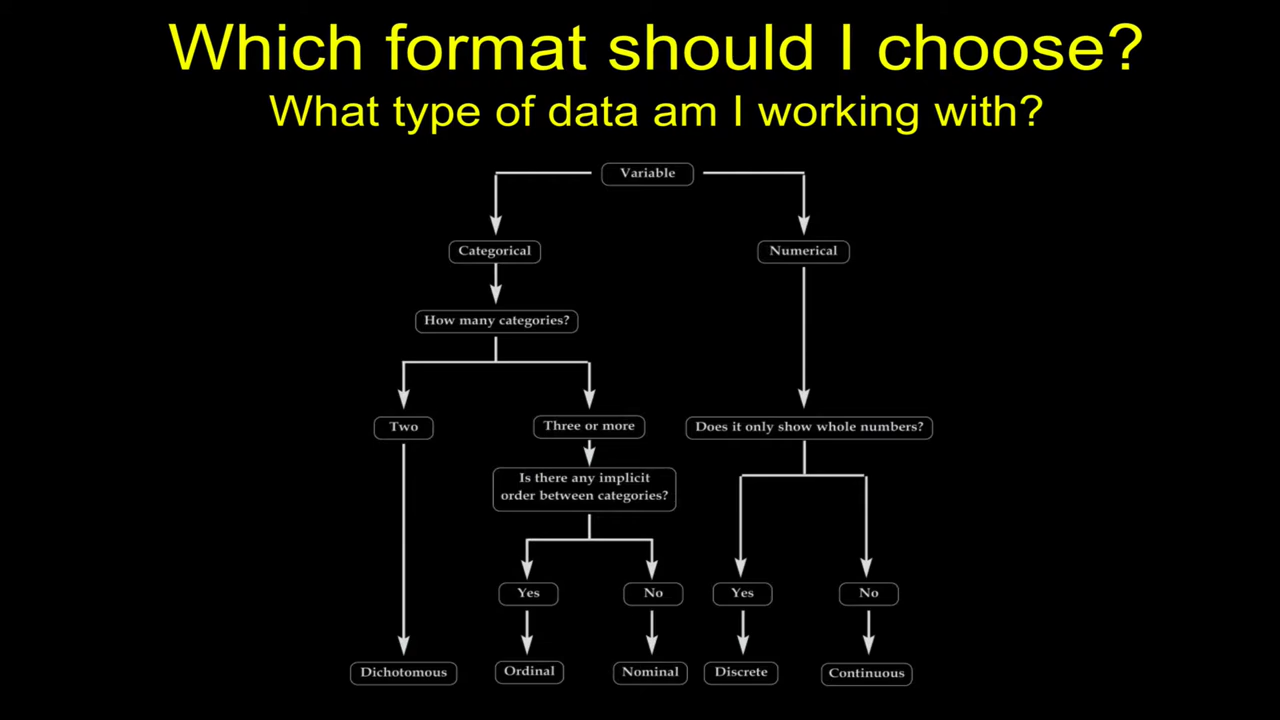 Which format should I choose?
What type of data am I working with?
Variable
Categorical
Numerical
How many categories?
Two
Three or more
Does it only show whole numbers?
Is there any implicit
order between categories?
Yes
No
Yes
No
Dichotomous
Ordinal
Nominal
Discrete
Continuous